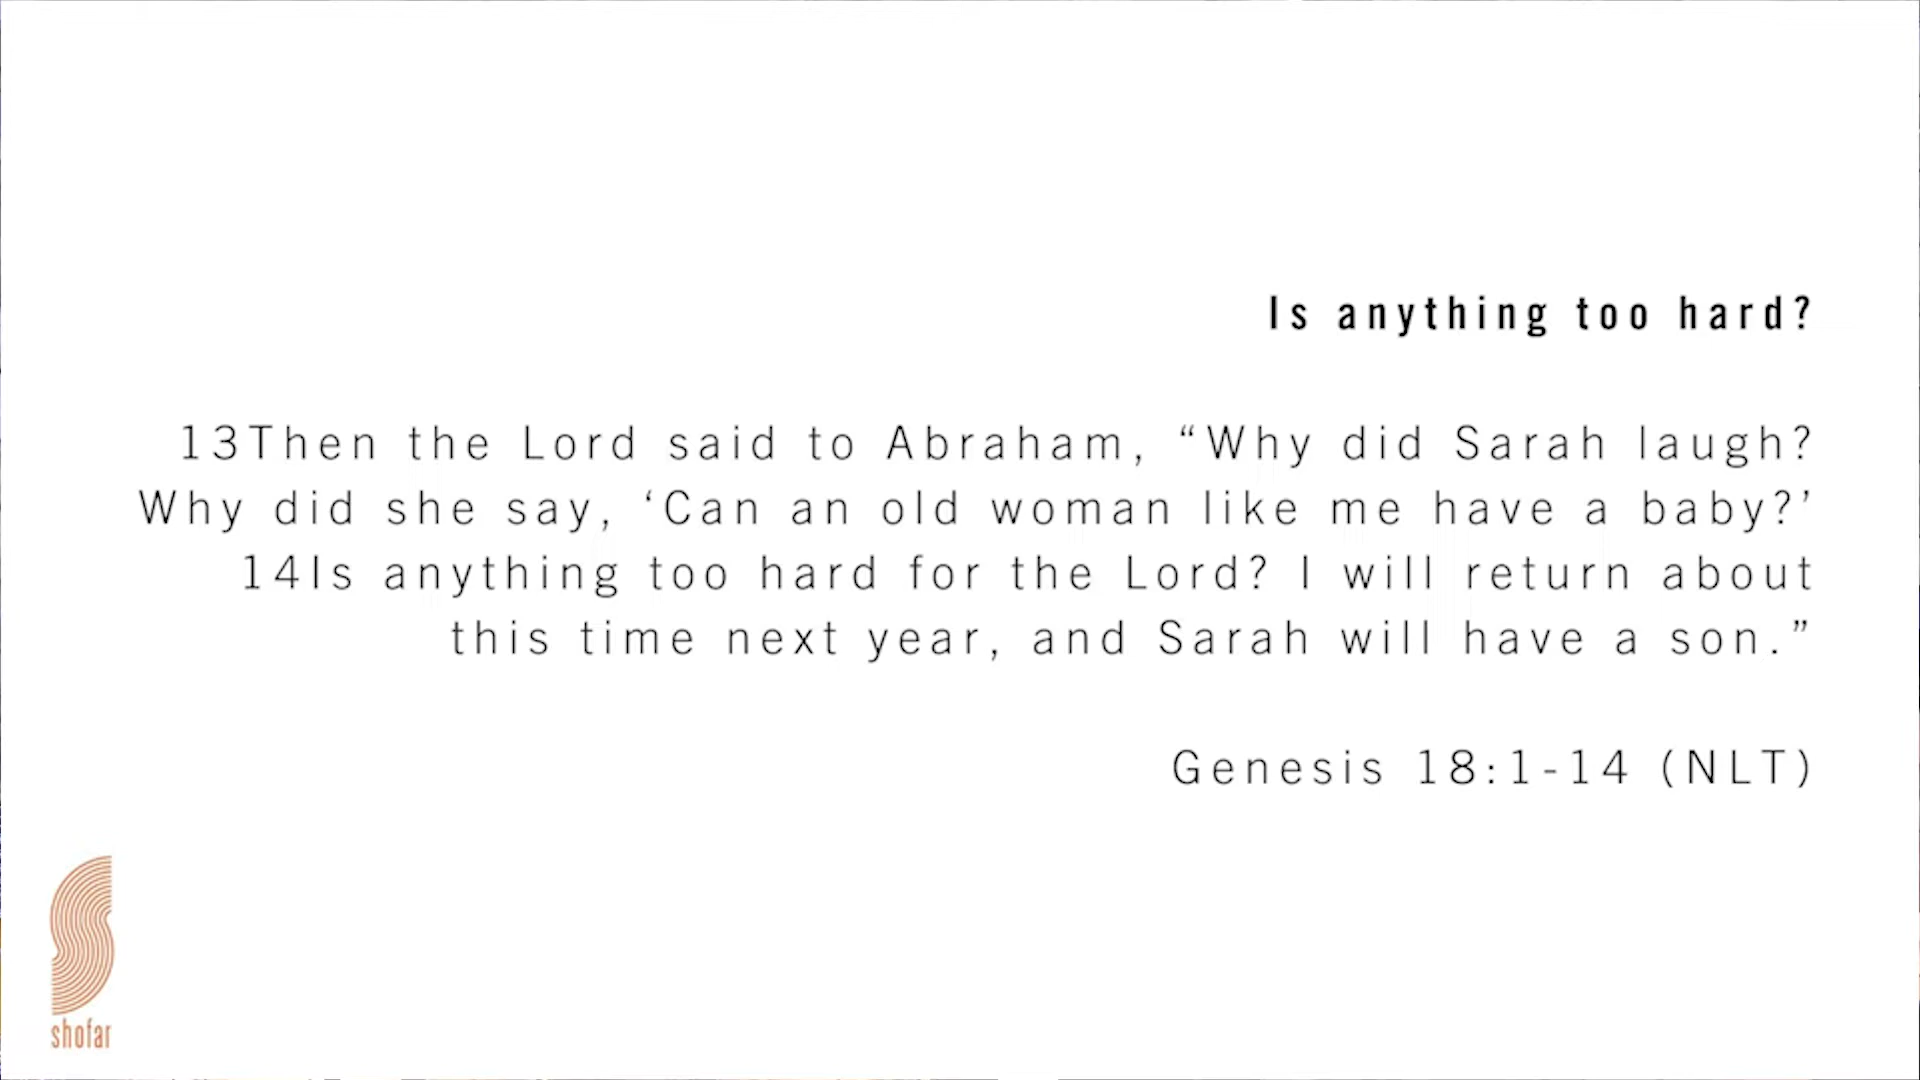 Is anything too hard?
13Then the Lord said to Abraham, “Why did Sarah laugh?
Why did she say, ‘Can an old woman like me have a baby?’
14Is anything too hard for the Lord? I will return about
this time next year, and Sarah will have a son.”
Genesis 18:1-14 (NLT)
shofar